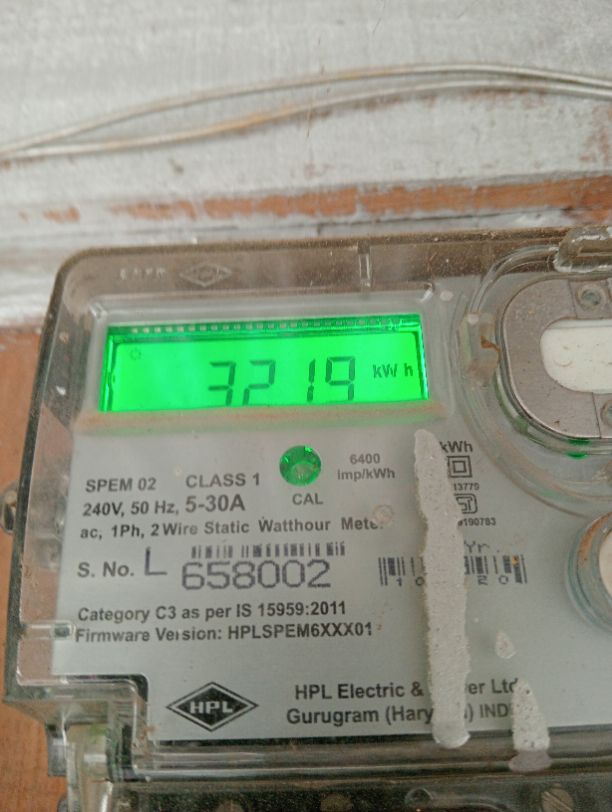 3219 kWh
kWh
6400
imp/kWh
SPEM 02 CLASS 1
CAL
240V, 50 Hz, 5-30A
ac, 1Ph, 2 Wire Static Watthour Meter
S. No. L 658002
Category C3 as per IS 15959:2011
Firmware Version: HPLSPEM6XXX01
HPL
HPL Electric &
Gurugram